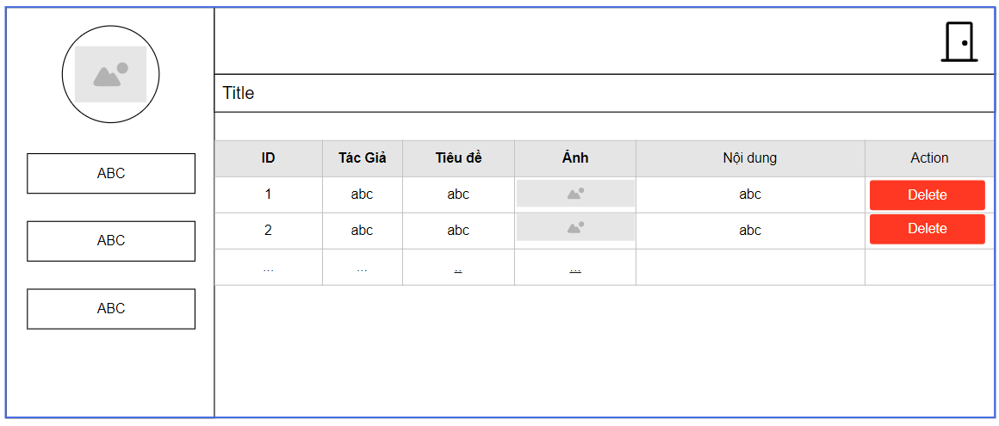 ABC
ABC
ABC
Title
ID Tác Giả Tiêu đề Ảnh Nội dung Action
1 abc abc abc Delete
2 abc abc abc Delete
... ... .. ...